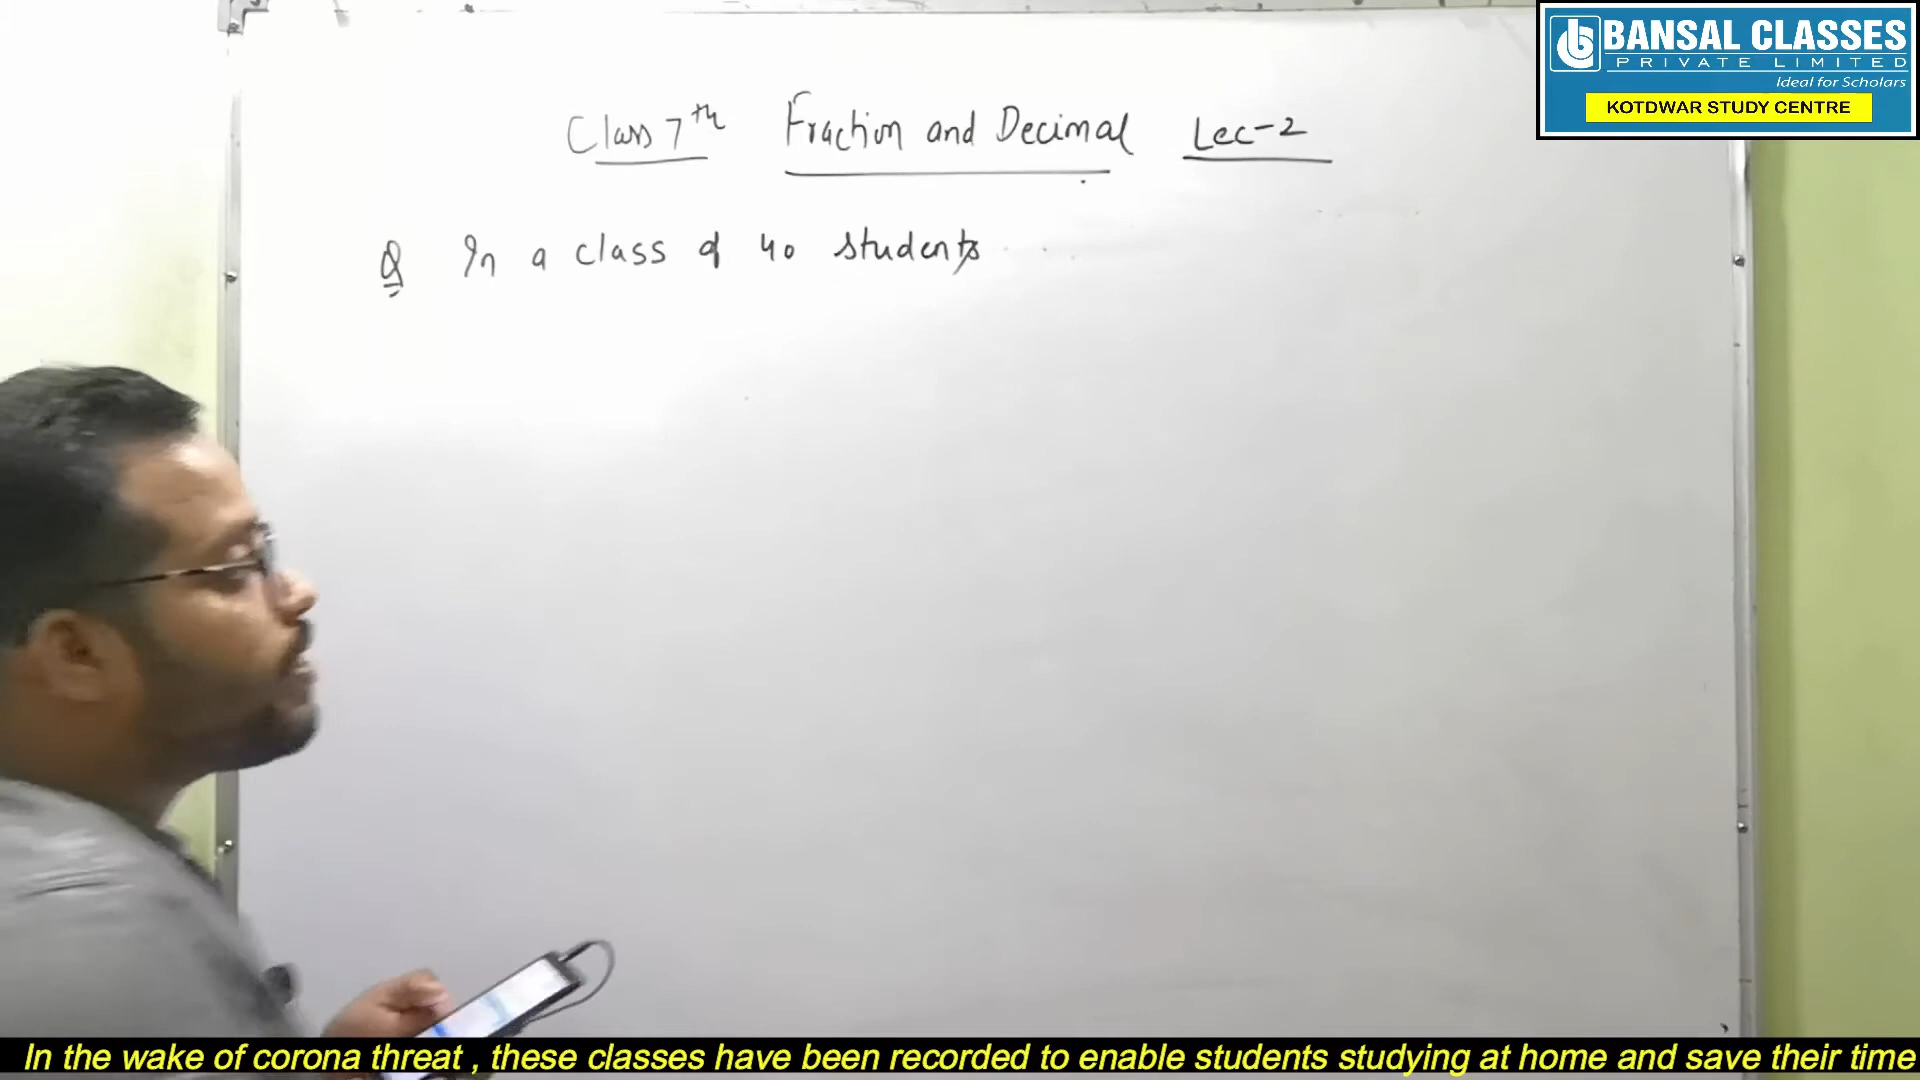 BANSAL CLASSES
PRIVATE LIMITED
Ideal for Scholars
KOTDWAR STUDY CENTRE
Class 7th Fraction and Decimal Lec-2
Q In a class of 40 students
In the wake of corona threat , these classes have been recorded to enable students studying at home and save their time